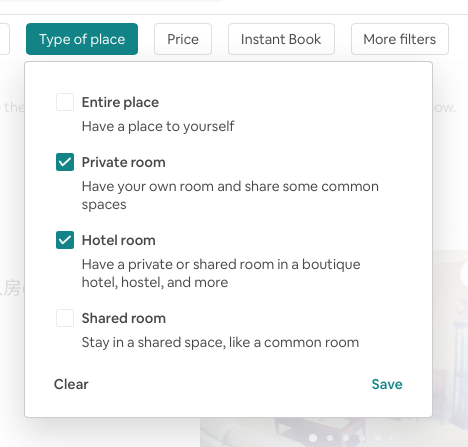 Type of place
Price
Instant Book
More filters
the
Entire place
Have a place to yourself
Private room
Have your own room and share some common
spaces
Hotel room
Have a private or shared room in a boutique
hotel, hostel, and more
房
Shared room
Stay in a shared space, like a common room
Clear
Save